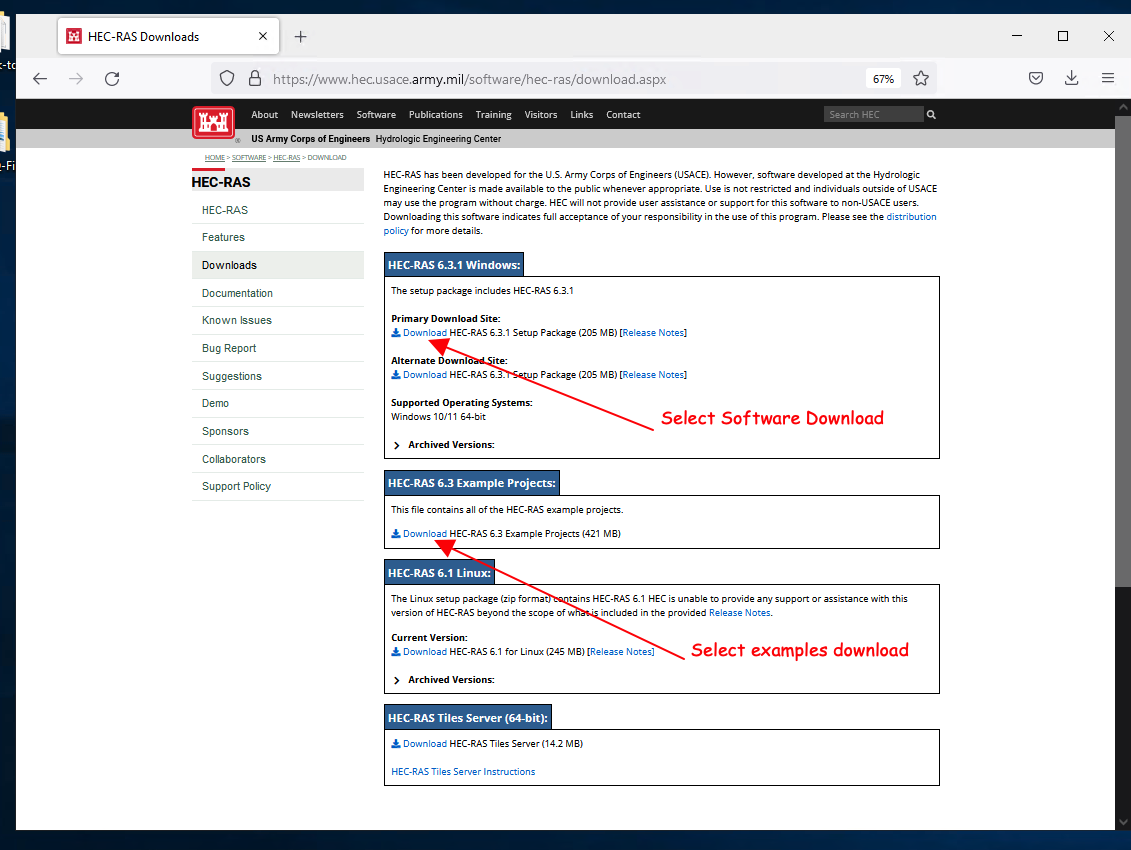 HEC-RAS Downloads
https://www.hec.usace.army.mil/software/hec-ras/download.aspx
67%
About Newsletters Software Publications Training Visitors Links Contact
Search HEC
US Army Corps of Engineers Hydrologic Engineering Center
HOME > SOFTWARE > HEC-RAS > DOWNLOAD
HEC-RAS
HEC-RAS
Features
Downloads
Documentation
Known Issues
Bug Report
Suggestions
Demo
Sponsors
Collaborators
Support Policy
HEC-RAS has been developed for the U.S. Army Corps of Engineers (USACE). However, software developed at the Hydrologic
Engineering Center is made available to the public whenever appropriate. Use is not restricted and individuals outside of USACE
may use the program without charge. HEC will not provide user assistance or support for this software to non-USACE users.
Downloading this software indicates full acceptance of your responsibility in the use of this program. Please see the distribution
policy for more details.
HEC-RAS 6.3.1 Windows:
The setup package includes HEC-RAS 6.3.1
Primary Download Site:
Download HEC-RAS 6.3.1 Setup Package (205 MB) [Release Notes]
Alternate Download Site:
Download HEC-RAS 6.3.1 Setup Package (205 MB) [Release Notes]
Supported Operating Systems:
Windows 10/11 64-bit
Select Software Download
Archived Versions:
HEC-RAS 6.3 Example Projects:
This file contains all of the HEC-RAS example projects.
Download HEC-RAS 6.3 Example Projects (421 MB)
HEC-RAS 6.1 Linux:
The Linux setup package (zip format) contains HEC-RAS 6.1 HEC is unable to provide any support or assistance with this
version of HEC-RAS beyond the scope of what is included in the provided Release Notes.
Current Version:
Download HEC-RAS 6.1 for Linux (245 MB) [Release Notes]
Select examples download
Archived Versions:
HEC-RAS Tiles Server (64-bit):
Download HEC-RAS Tiles Server (14.2 MB)
HEC-RAS Tiles Server Instructions